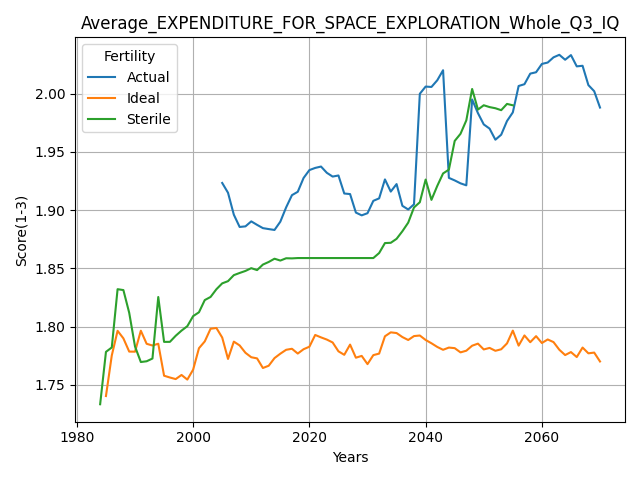 Average_EXPENDITURE_FOR_SPACE_EXPLORATION_Whole_Q3_IQ
Fertility
Actual
Ideal
Sterile
Score(1-3)
2.00
1.95
1.90
1.85
1.80
1.75
1980
2000
2020
2040
2060
Years